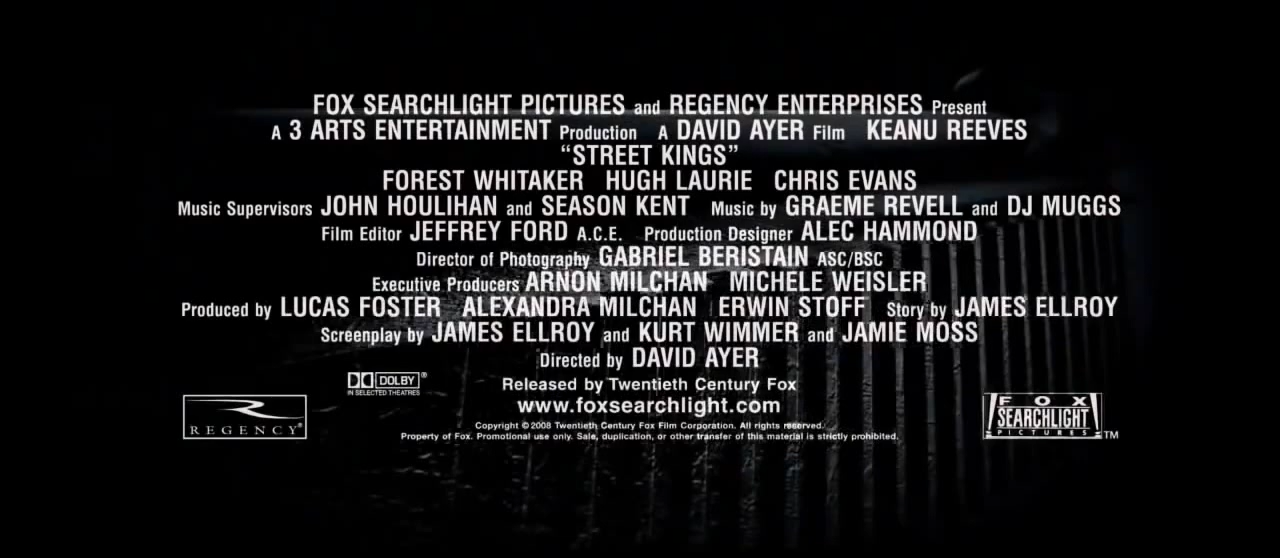 FOX SEARCHLIGHT PICTURES and REGENCY ENTERPRISES Present
A 3 ARTS ENTERTAINMENT Production A DAVID AYER Film KEANU REEVES
"STREET KINGS"
FOREST WHITAKER HUGH LAURIE CHRIS EVANS
Music Supervisors JOHN HOULIHAN and SEASON KENT Music by GRAEME REVELL and DJ MUGGS
Film Editor JEFFREY FORD A.C.E. Production Designer ALEC HAMMOND
Director of Photography GABRIEL BERISTAIN ASC/BSC
Executive Producers ARNON MILCHAN MICHELE WEISLER
Produced by LUCAS FOSTER ALEXANDRA MILCHAN ERWIN STOFF Story by JAMES ELLROY
Screenplay by JAMES ELLROY and KURT WIMMER and JAMIE MOSS
Directed by DAVID AYER
DOLBY®
IN SELECTED THEATRES
Released by Twentieth Century Fox
www.foxsearchlight.com
REGENCY®
FOX
SEARCHLIGHT
PICTURES™
Copyright ©2008 Twentieth Century Fox Film Corporation. All rights reserved.
Property of Fox. Promotional use only. Sale, duplication, or other transfer of this material is strictly prohibited.